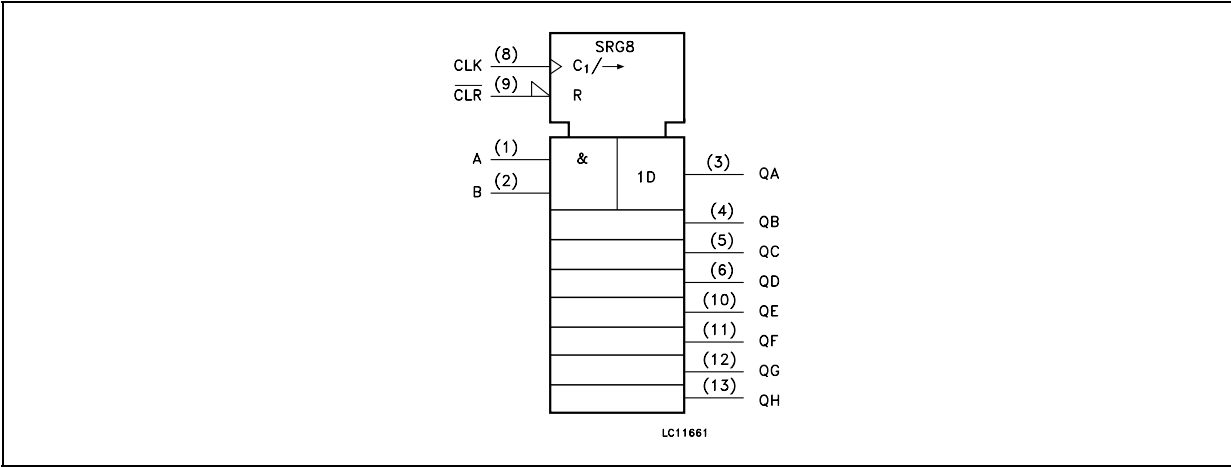 SRG8
CLK (8) C1/→
CLR (9) R
A (1) &
B (2)
1D (3) QA
(4) QB
(5) QC
(6) QD
(10) QE
(11) QF
(12) QG
(13) QH
LC11661